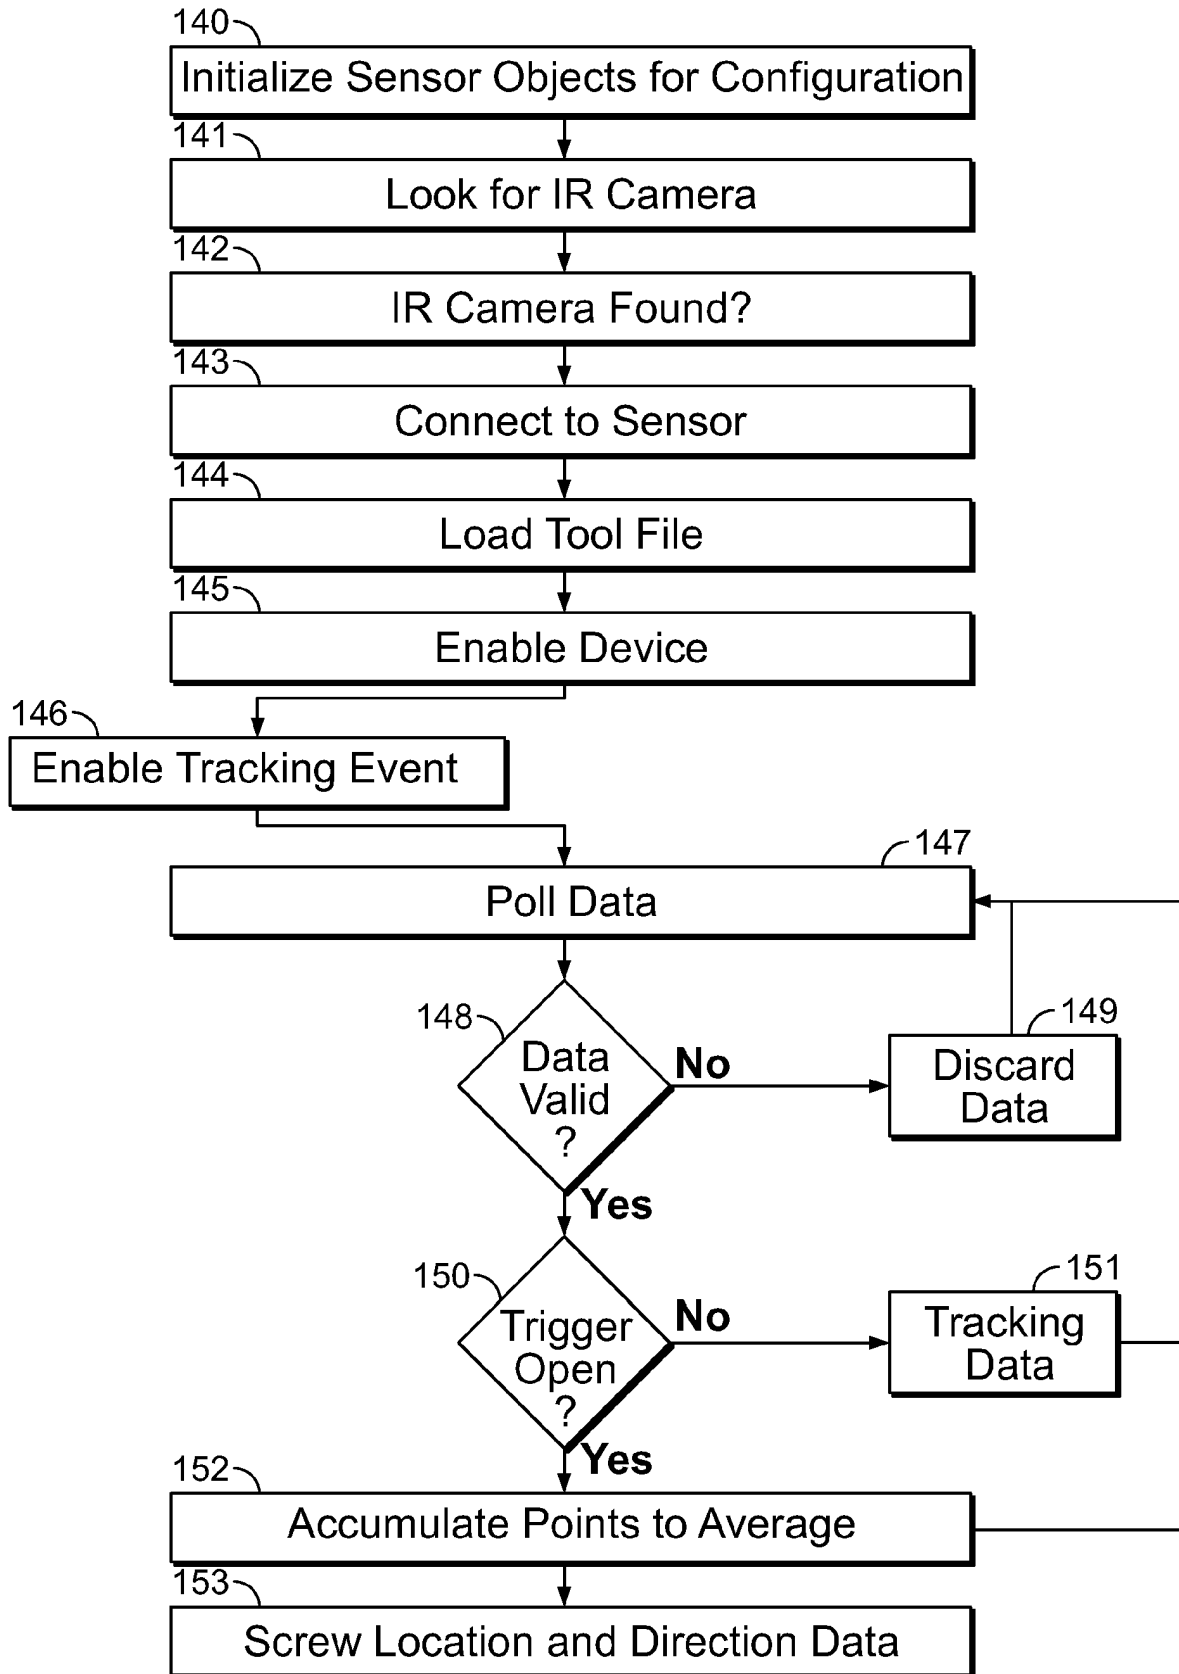 140
Initialize Sensor Objects for Configuration
141
Look for IR Camera
142
IR Camera Found?
143
Connect to Sensor
144
Load Tool File
145
Enable Device
146
Enable Tracking Event
147
Poll Data
148
Data
Valid
?
No
149
Discard
Data
Yes
150
Trigger
Open
?
No
151
Tracking
Data
Yes
152
Accumulate Points to Average
153
Screw Location and Direction Data